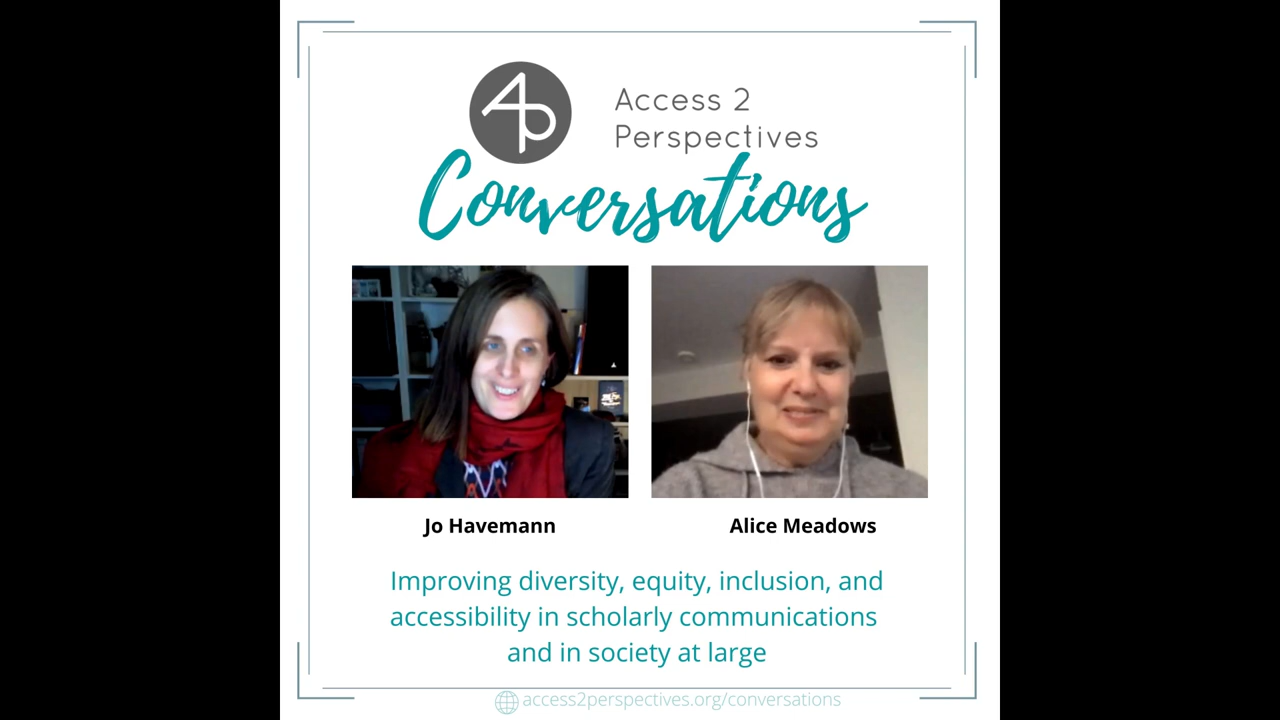 Access 2
Perspectives
Conversations
Jo Havemann
Alice Meadows
Improving diversity, equity, inclusion, and
accessibility in scholarly communications
and in society at large
access2perspectives.org/conversations